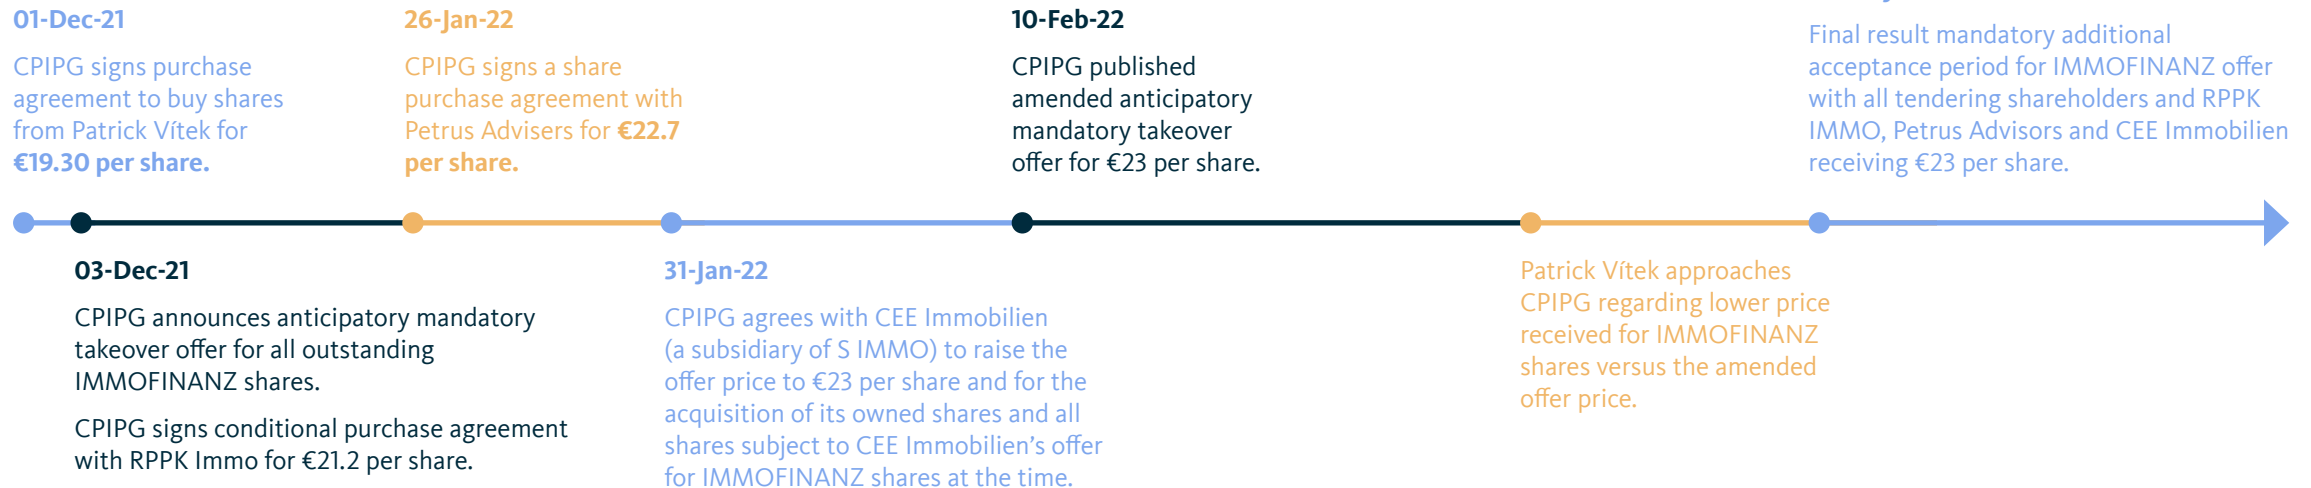 01-Dec-21
CPIPG signs purchase
agreement to buy shares
from Patrick Vítek for
€19.30 per share.
26-Jan-22
CPIPG signs a share
purchase agreement with
Petrus Advisers for €22.7
per share.
10-Feb-22
CPIPG published
amended anticipatory
mandatory takeover
offer for €23 per share.
Final result mandatory additional
acceptance period for IMMOFINANZ offer
with all tendering shareholders and RPPK
IMMO, Petrus Advisors and CEE Immobilien
receiving €23 per share.
03-Dec-21
CPIPG announces anticipatory mandatory
takeover offer for all outstanding
IMMOFINANZ shares.
CPIPG signs conditional purchase agreement
with RPPK Immo for €21.2 per share.
31-Jan-22
CPIPG agrees with CEE Immobilien
(a subsidiary of S IMMO) to raise the
offer price to €23 per share and for the
acquisition of its owned shares and all
shares subject to CEE Immobilien’s offer
for IMMOFINANZ shares at the time.
Patrick Vítek approaches
CPIPG regarding lower price
received for IMMOFINANZ
shares versus the amended
offer price.